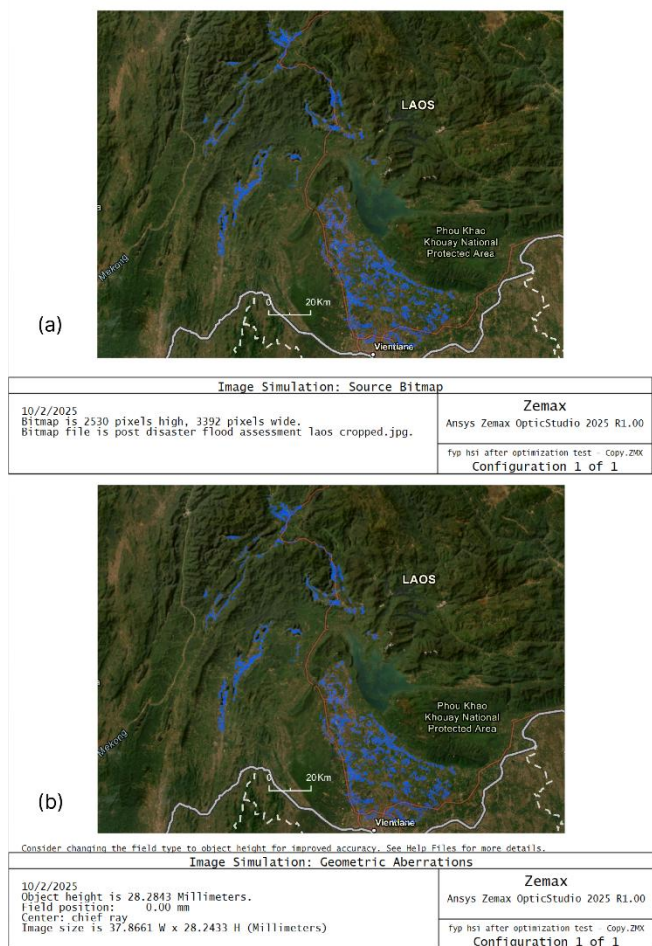 LAOS
Phou Khao
Khouay National
Protected Area
Mekong
0 20Km
(a)
Vientiane
Image Simulation: Source Bitmap
10/2/2025
Bitmap is 2530 pixels high, 3392 pixels wide.
Bitmap file is post disaster flood assessment laos cropped.jpg.
Zemax
Ansys Zemax OpticStudio 2025 R1.00
fyp hsi after optimization test - Copy.ZMX
Configuration 1 of 1
LAOS
Phou Khao
Khouay National
Protected Area
Mekong
0 20Km
(b)
Vientiane
Consider changing the field type to object height for improved accuracy. See Help Files for more details.
Image Simulation: Geometric Aberrations
10/2/2025
Object height is 28.2843 Millimeters.
Field position: 0.00 mm
Center: chief ray
Image size is 37.8661 W x 28.2433 H (Millimeters)
Zemax
Ansys Zemax OpticStudio 2025 R1.00
fyp hsi after optimization test - Copy.ZMX
Configuration 1 of 1